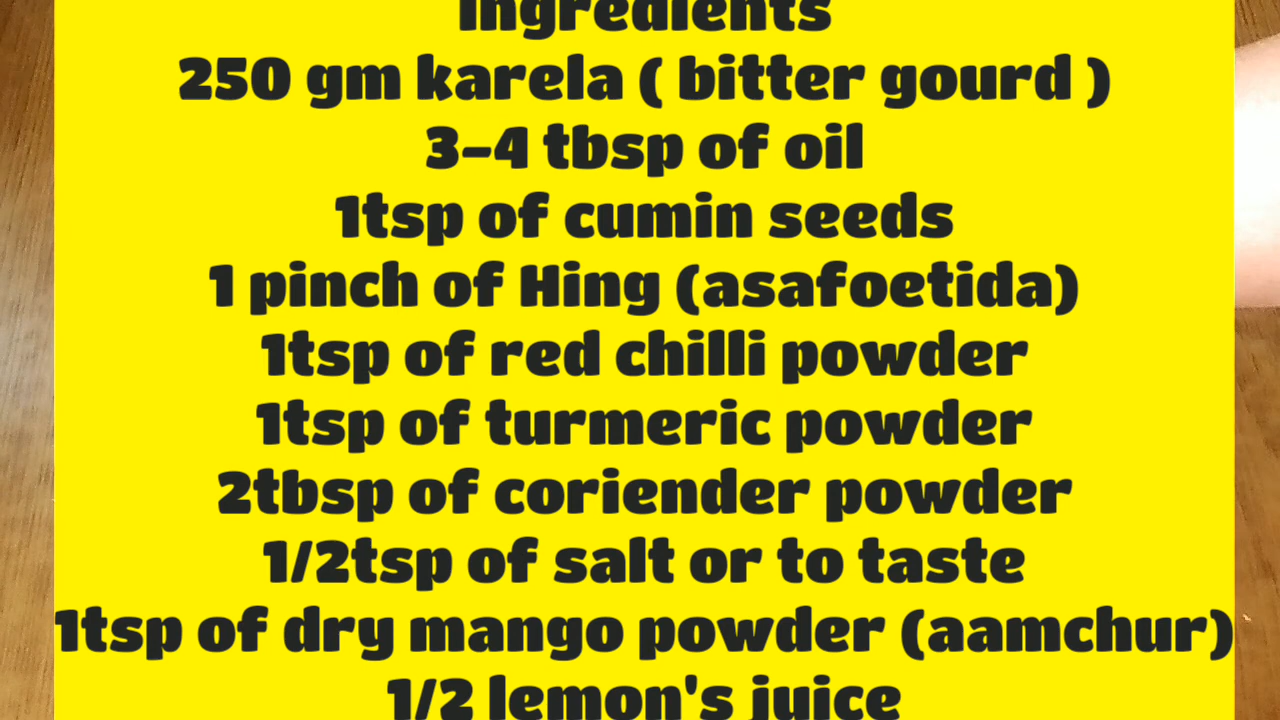 Ingredients
250 gm karela ( bitter gourd )
3-4 tbsp of oil
1tsp of cumin seeds
1 pinch of Hing (asafoetida)
1tsp of red chilli powder
1tsp of turmeric powder
2tbsp of coriender powder
1/2tsp of salt or to taste
1tsp of dry mango powder (aamchur)
1/2 lemon's juice